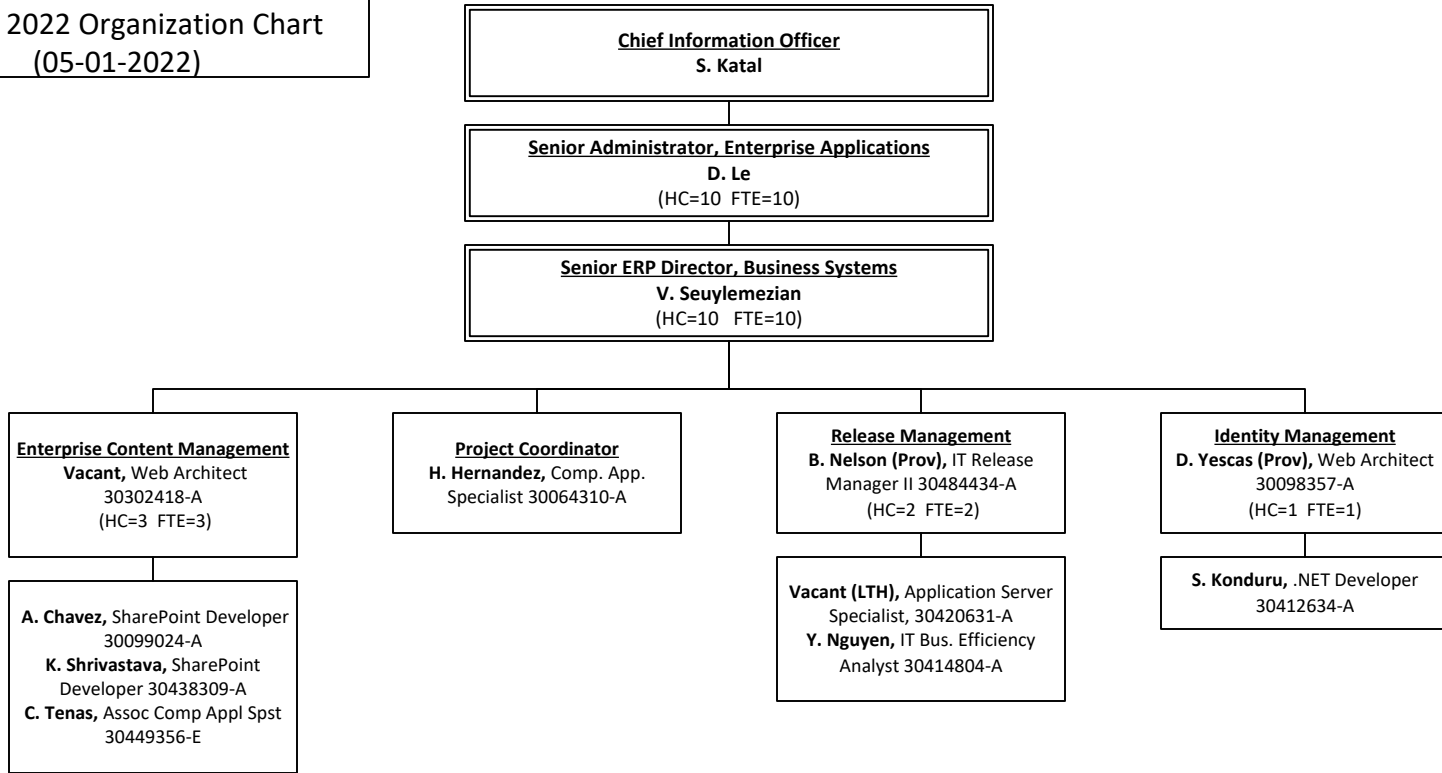 2022 Organization Chart
(05-01-2022)
Chief Information Officer
S. Katal
Senior Administrator, Enterprise Applications
D. Le
(HC=10 FTE=10)
Senior ERP Director, Business Systems
V. Seuylemezian
(HC=10 FTE=10)
Enterprise Content Management
Vacant, Web Architect
30302418-A
(HC=3 FTE=3)
A. Chavez, SharePoint Developer
30099024-A
K. Shrivastava, SharePoint
Developer 30438309-A
C. Tenas, Assoc Comp Appl Spst
30449356-E
Project Coordinator
H. Hernandez, Comp. App.
Specialist 30064310-A
Release Management
B. Nelson (Prov), IT Release
Manager II 30484434-A
(HC=2 FTE=2)
Vacant (LTH), Application Server
Specialist, 30420631-A
Y. Nguyen, IT Bus. Efficiency
Analyst 30414804-A
Identity Management
D. Yescas (Prov), Web Architect
30098357-A
(HC=1 FTE=1)
S. Konduru, .NET Developer
30412634-A